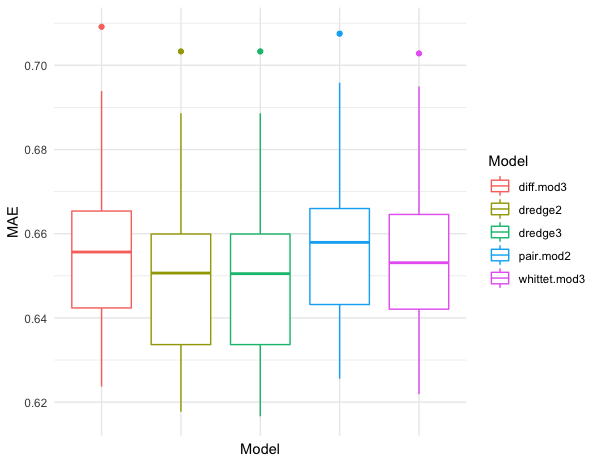 MAE
0.70
0.68
0.66
0.64
0.62
Model
Model
diff.mod3
dredge2
dredge3
pair.mod2
whittet.mod3